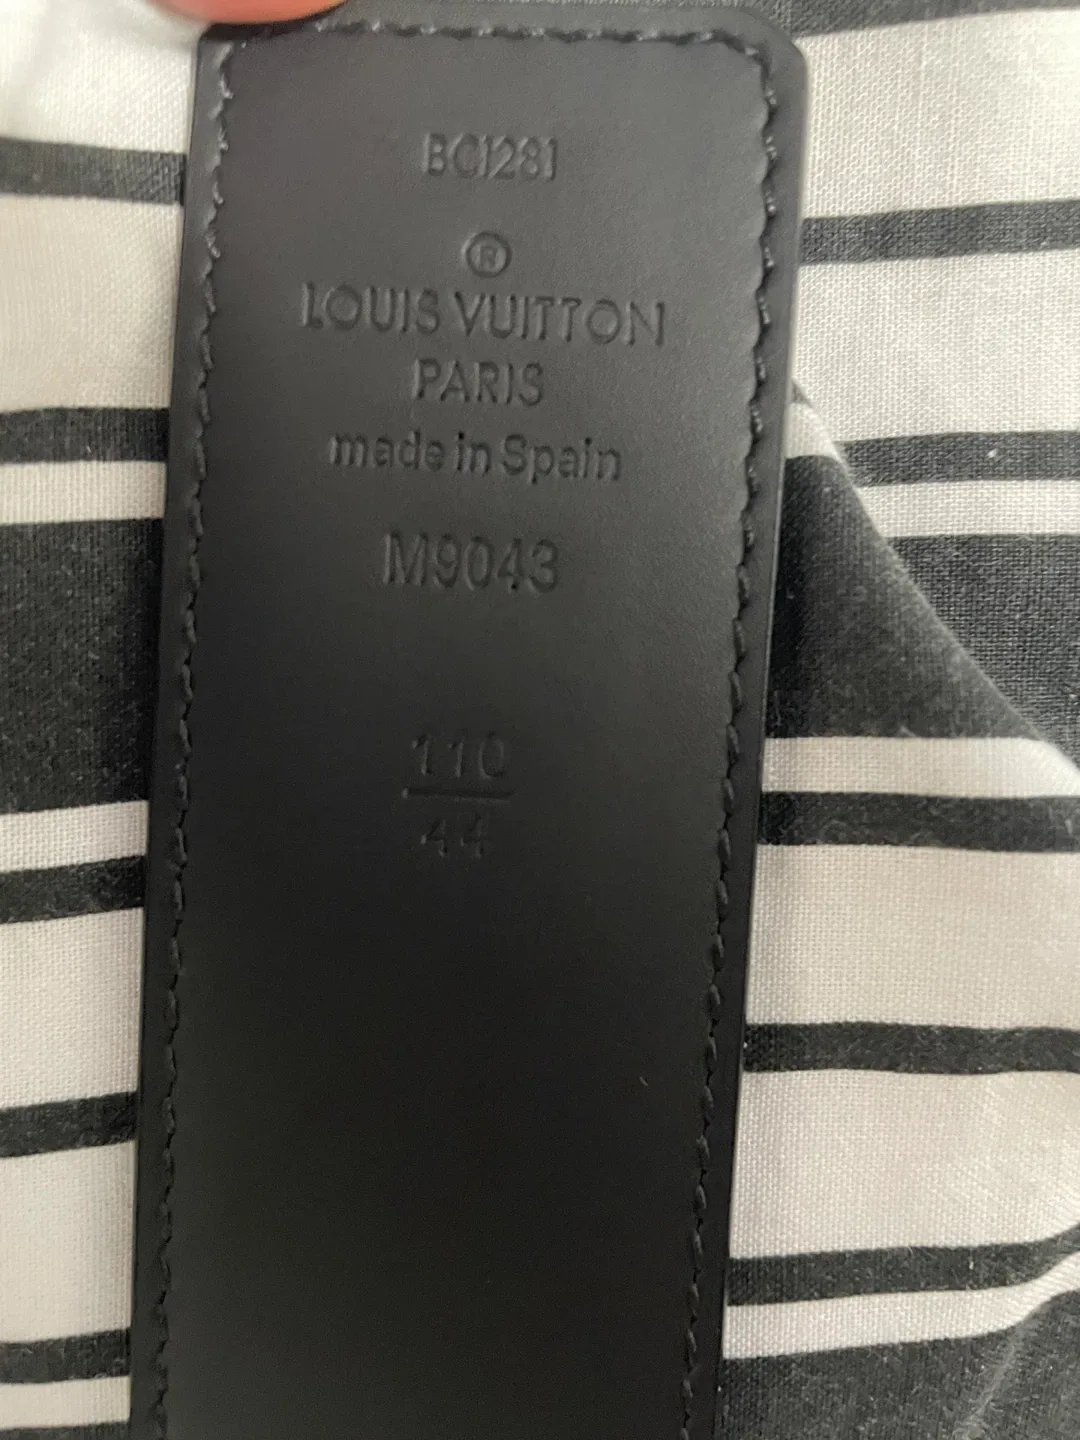 BC1281
®
LOUIS VUITTON
PARIS
made in Spain
M9043
110
44